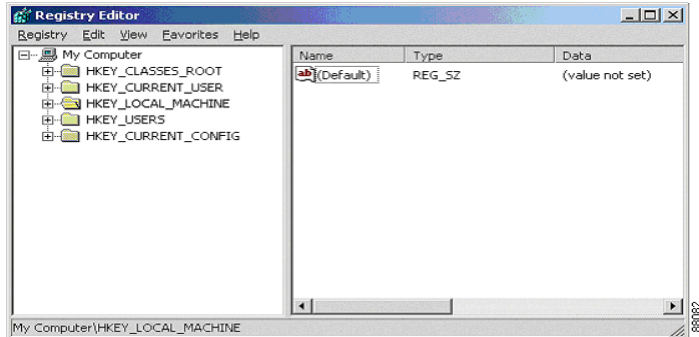 Registry Editor
Registry Edit View Favorites Help
My Computer
HKEY_CLASSES_ROOT
HKEY_CURRENT_USER
HKEY_LOCAL_MACHINE
HKEY_USERS
HKEY_CURRENT_CONFIG
Name Type Data
ab (Default) REG_SZ (value not set)
My Computer\HKEY_LOCAL_MACHINE
88082